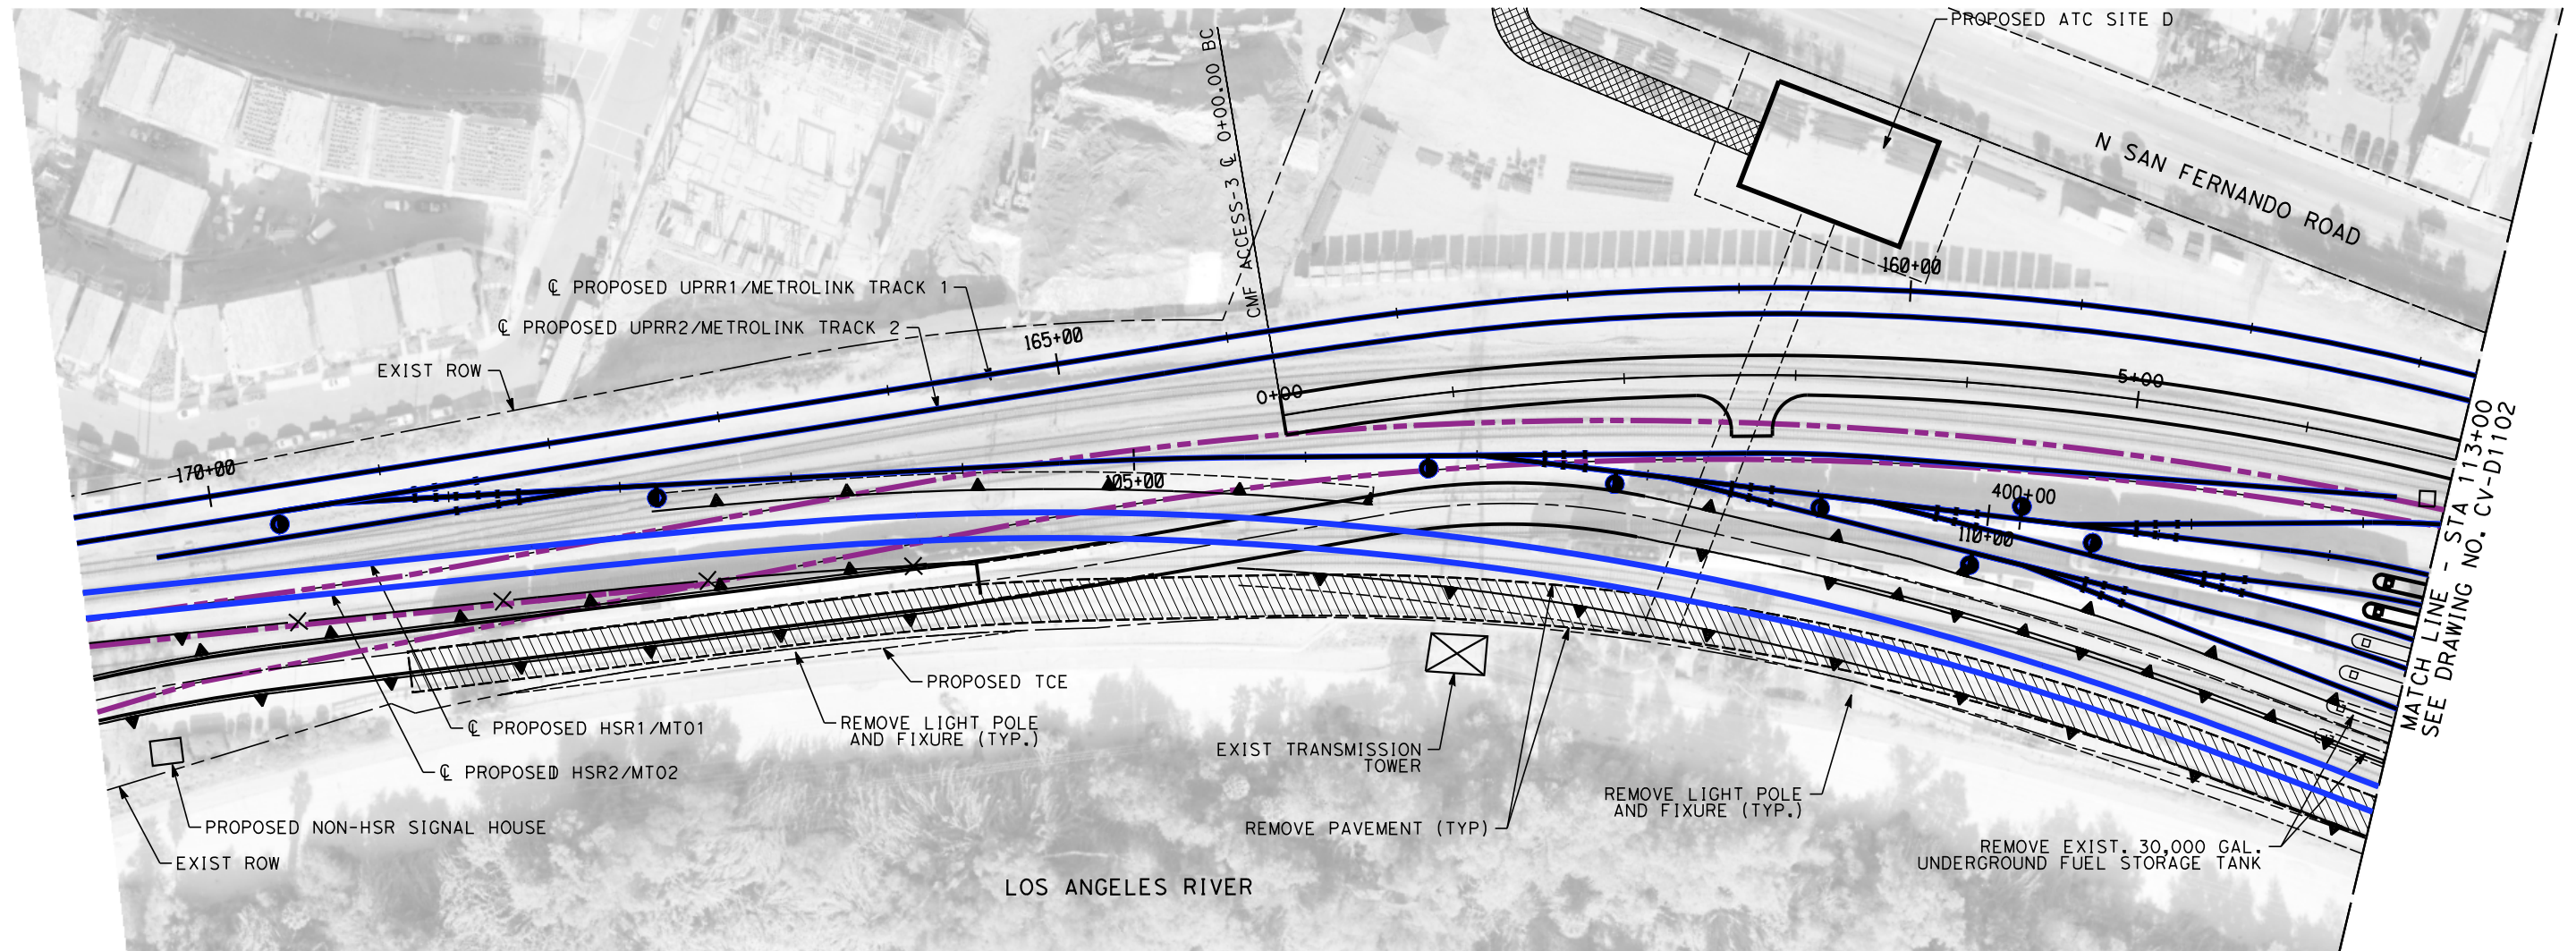 PROPOSED ATC SITE D
N SAN FERNANDO ROAD
CMF ACCESS-3 ℄ 0+00.00 BC
160+00
℄ PROPOSED UPRR1/METROLINK TRACK 1
℄ PROPOSED UPRR2/METROLINK TRACK 2
165+00
EXIST ROW
0+00
5+00
170+00
05+00
400+00
110+00
MATCH LINE - STA 113+00
SEE DRAWING NO. CV-D1102
PROPOSED TCE
REMOVE LIGHT POLE
AND FIXURE (TYP.)
℄ PROPOSED HSR1/MT01
℄ PROPOSED HSR2/MT02
EXIST TRANSMISSION
TOWER
REMOVE LIGHT POLE
AND FIXURE (TYP.)
REMOVE PAVEMENT (TYP)
PROPOSED NON-HSR SIGNAL HOUSE
EXIST ROW
REMOVE EXIST. 30,000 GAL.
UNDERGROUND FUEL STORAGE TANK
LOS ANGELES RIVER